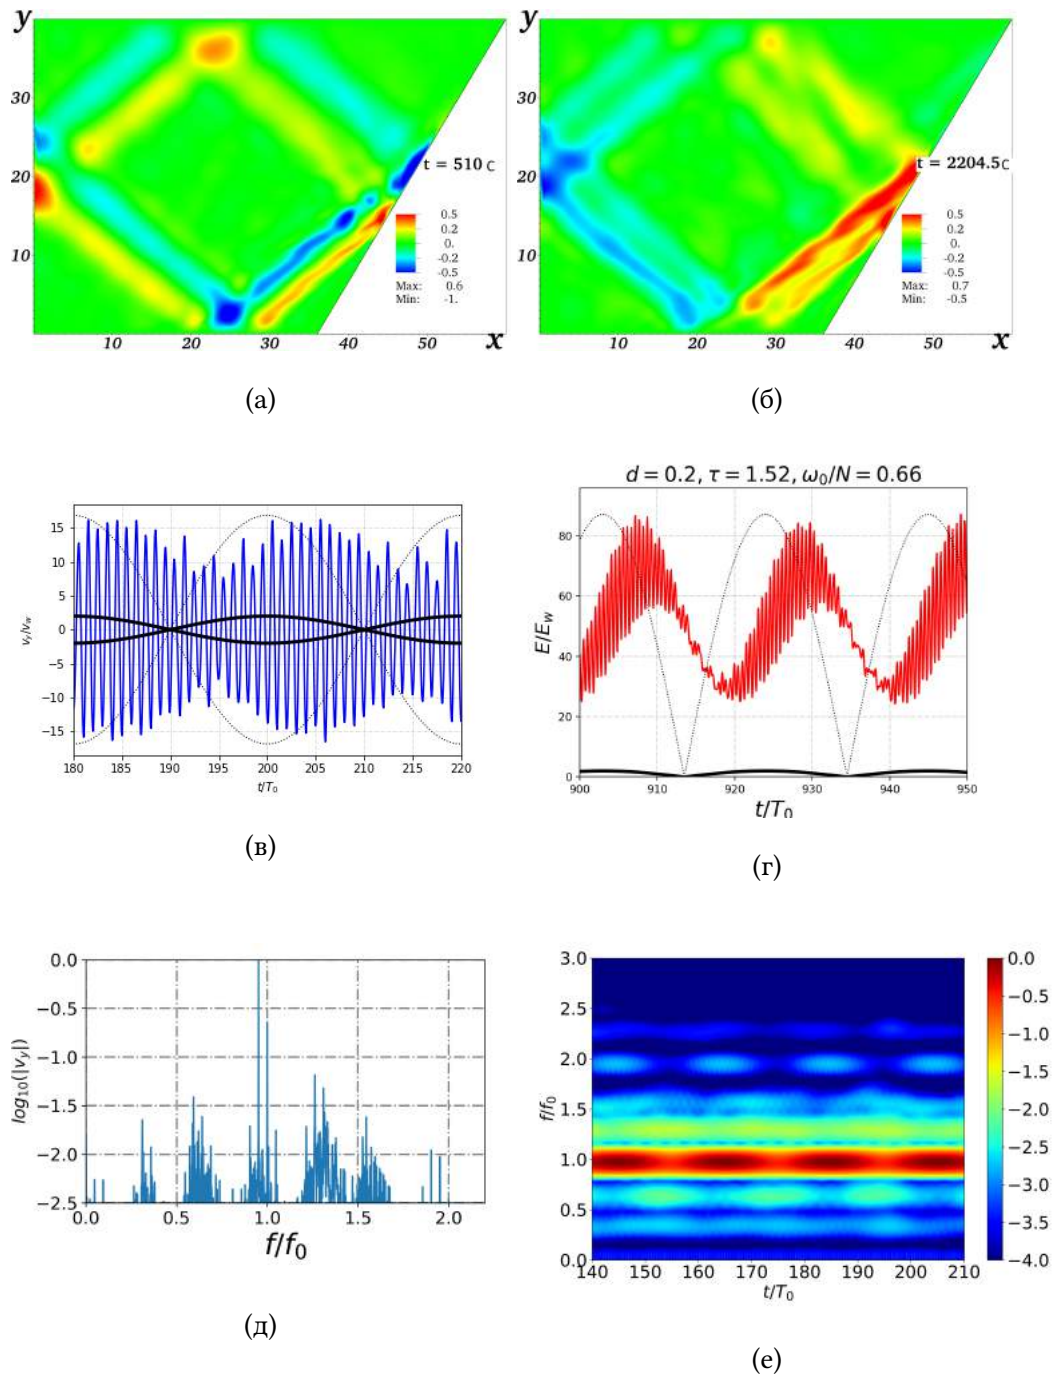 y
30
20
10
10 20 30 40 50 x
t = 510 с
0.5
0.2
0.
-0.2
-0.5
Max: 0.6
Min: -1.
(а)
y
30
20
10
10 20 30 40 50 x
t = 2204.5с
0.5
0.2
0.
-0.2
-0.5
Max: 0.7
Min: -0.5
(б)
v_y/v_w
15
10
5
0
−5
−10
−15
180 185 190 195 200 205 210 215 220
t/T_0
(в)
d = 0.2, τ = 1.52, ω_0/N = 0.66
E/E_w
80
60
40
20
0
900 910 920 930 940 950
t/T_0
(г)
log_10(|v_y|)
0.0
−0.5
−1.0
−1.5
−2.0
−2.5
0.0 0.5 1.0 1.5 2.0
f/f_0
(д)
f/f_0
3.0
2.5
2.0
1.5
1.0
0.5
0.0
140 150 160 170 180 190 200 210
t/T_0
0.0
−0.5
−1.0
−1.5
−2.0
−2.5
−3.0
−3.5
−4.0
(е)